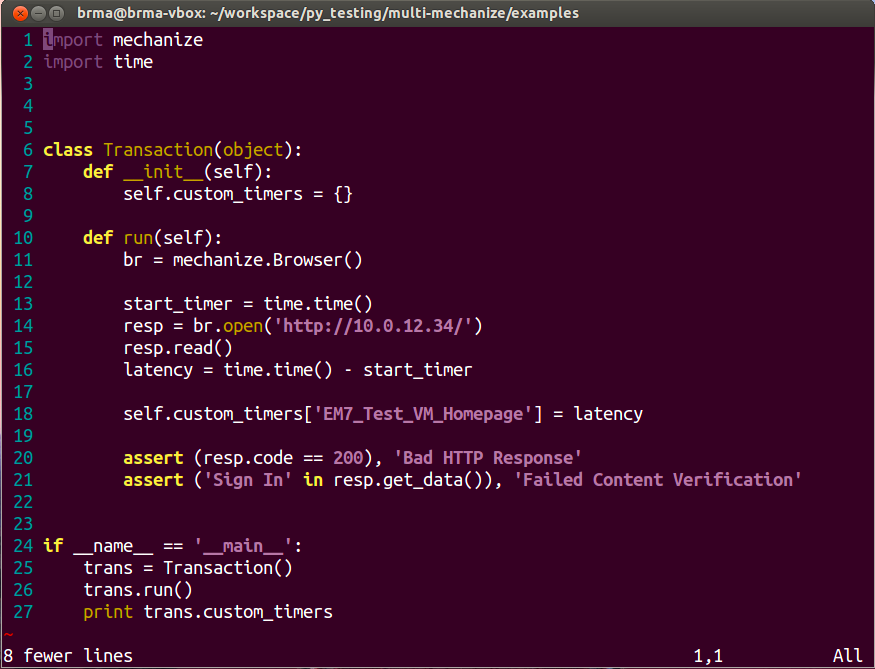 brma@brma-vbox: ~/workspace/py_testing/multi-mechanize/examples
1 import mechanize
2 import time
3
4
5
6 class Transaction(object):
7     def __init__(self):
8         self.custom_timers = {}
9
10     def run(self):
11         br = mechanize.Browser()
12
13         start_timer = time.time()
14         resp = br.open('http://10.0.12.34/')
15         resp.read()
16         latency = time.time() - start_timer
17
18         self.custom_timers['EM7_Test_VM_Homepage'] = latency
19
20         assert (resp.code == 200), 'Bad HTTP Response'
21         assert ('Sign In' in resp.get_data()), 'Failed Content Verification'
22
23
24 if __name__ == '__main__':
25     trans = Transaction()
26     trans.run()
27     print trans.custom_timers
~
8 fewer lines 1,1 All